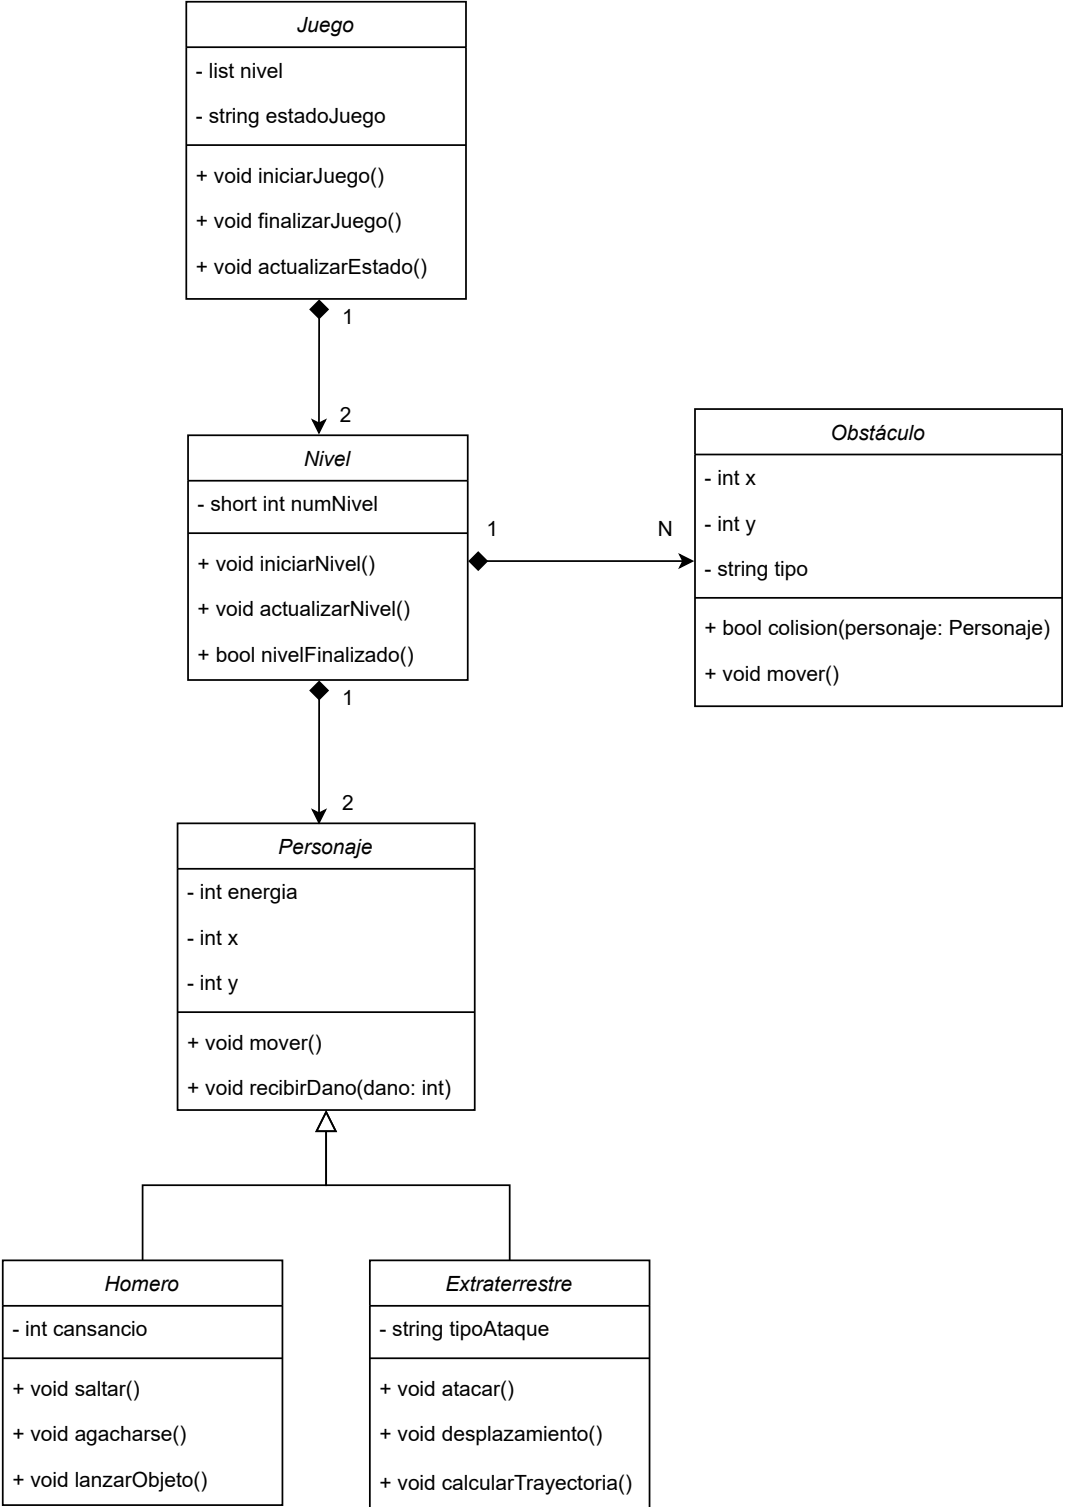 Juego
- list nivel
- string estadoJuego
+ void iniciarJuego()
+ void finalizarJuego()
+ void actualizarEstado()
1
2
Nivel
- short int numNivel
+ void iniciarNivel()
+ void actualizarNivel()
+ bool nivelFinalizado()
1
N
Obstáculo
- int x
- int y
- string tipo
+ bool colision(personaje: Personaje)
+ void mover()
1
2
Personaje
- int energia
- int x
- int y
+ void mover()
+ void recibirDano(dano: int)
Homero
- int cansancio
+ void saltar()
+ void agacharse()
+ void lanzarObjeto()
Extraterrestre
- string tipoAtaque
+ void atacar()
+ void desplazamiento()
+ void calcularTrayectoria()